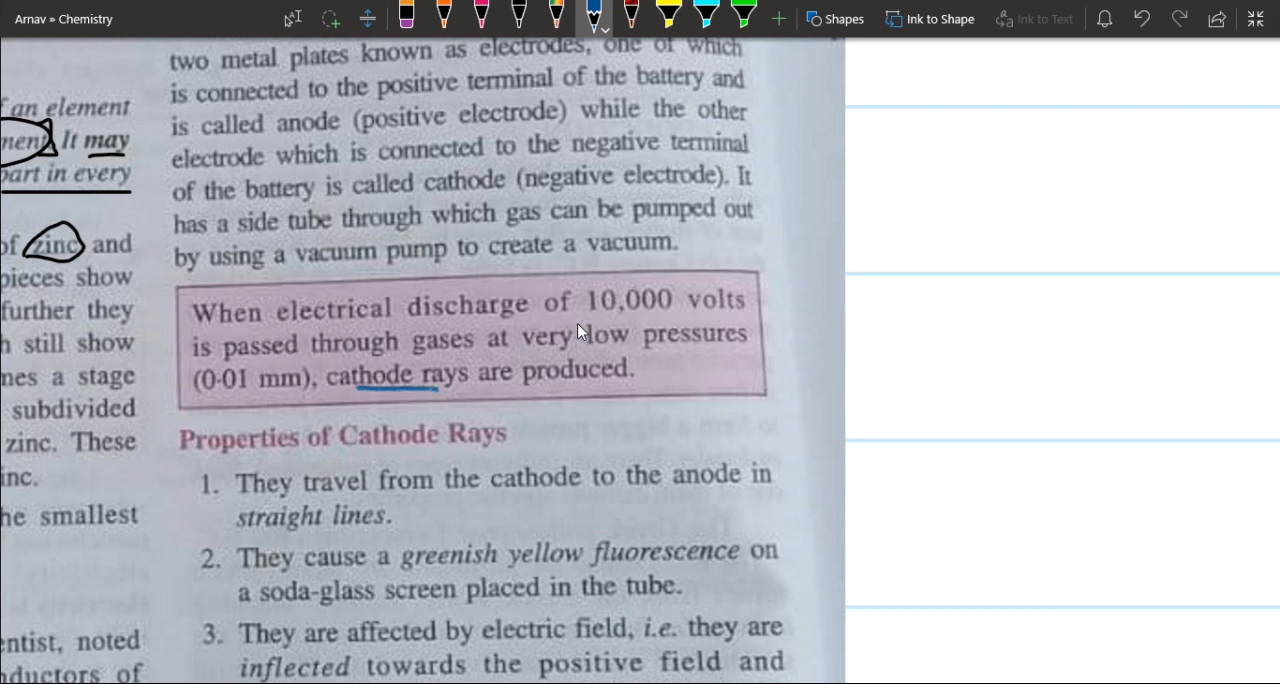 Arnav » Chemistry
Shapes
Ink to Shape
Ink to Text
an element
It may
part in every
of zinc and
pieces show
further they
still show
a stage
subdivided
zinc. These
smallest
noted
of
two metal plates known as electrodes, one of which
is connected to the positive terminal of the battery and
is called anode (positive electrode) while the other
electrode which is connected to the negative terminal
of the battery is called cathode (negative electrode). It
has a side tube through which gas can be pumped out
by using a vacuum pump to create a vacuum.
When electrical discharge of 10,000 volts
is passed through gases at very low pressures
(0·01 mm), cathode rays are produced.
Properties of Cathode Rays
1. They travel from the cathode to the anode in
straight lines.
2. They cause a greenish yellow fluorescence on
a soda-glass screen placed in the tube.
3. They are affected by electric field, i.e. they are
inflected towards the positive field and